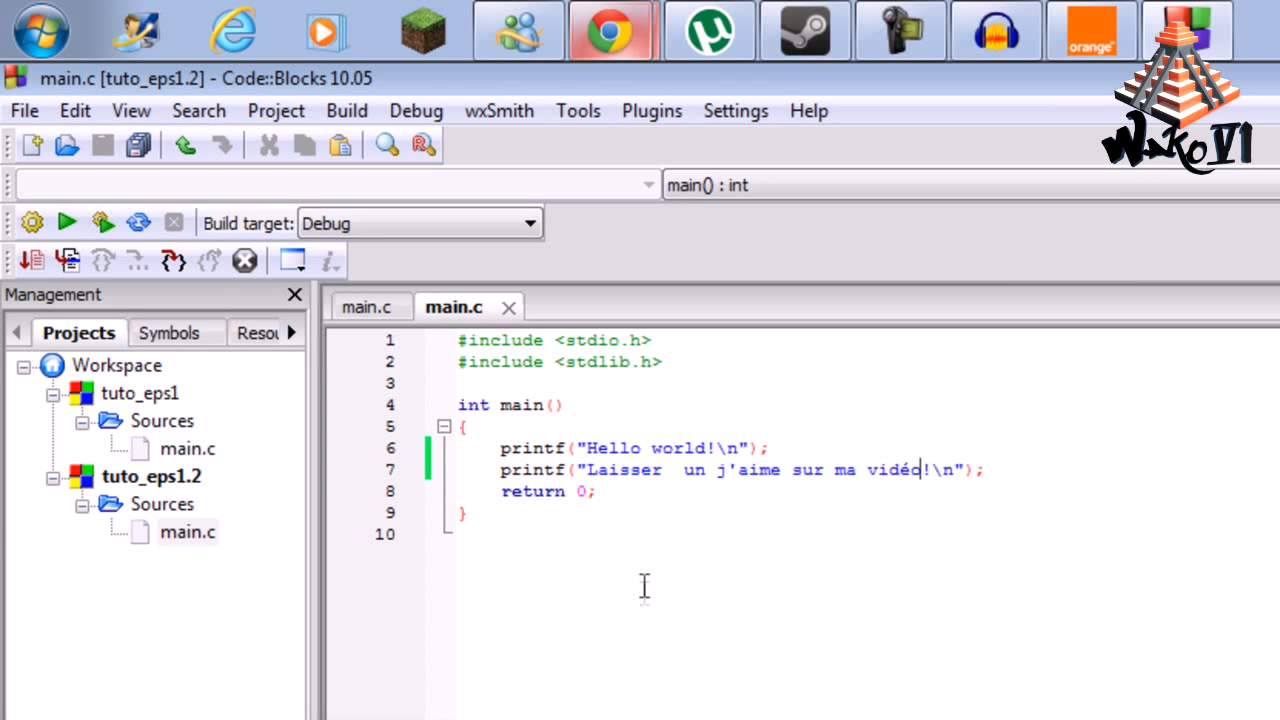 orange™
main.c [tuto_eps1.2] - Code::Blocks 10.05
WaKo VI
File Edit View Search Project Build Debug wxSmith Tools Plugins Settings Help
main() : int
Build target: Debug
Management
Projects Symbols Resou
main.c main.c
Workspace
tuto_eps1
Sources
main.c
tuto_eps1.2
Sources
main.c
1 #include <stdio.h>
2 #include <stdlib.h>
3
4 int main()
5 {
6 printf("Hello world!\n");
7 printf("Laisser  un j'aime sur ma vidéo!\n");
8 return 0;
9 }
10